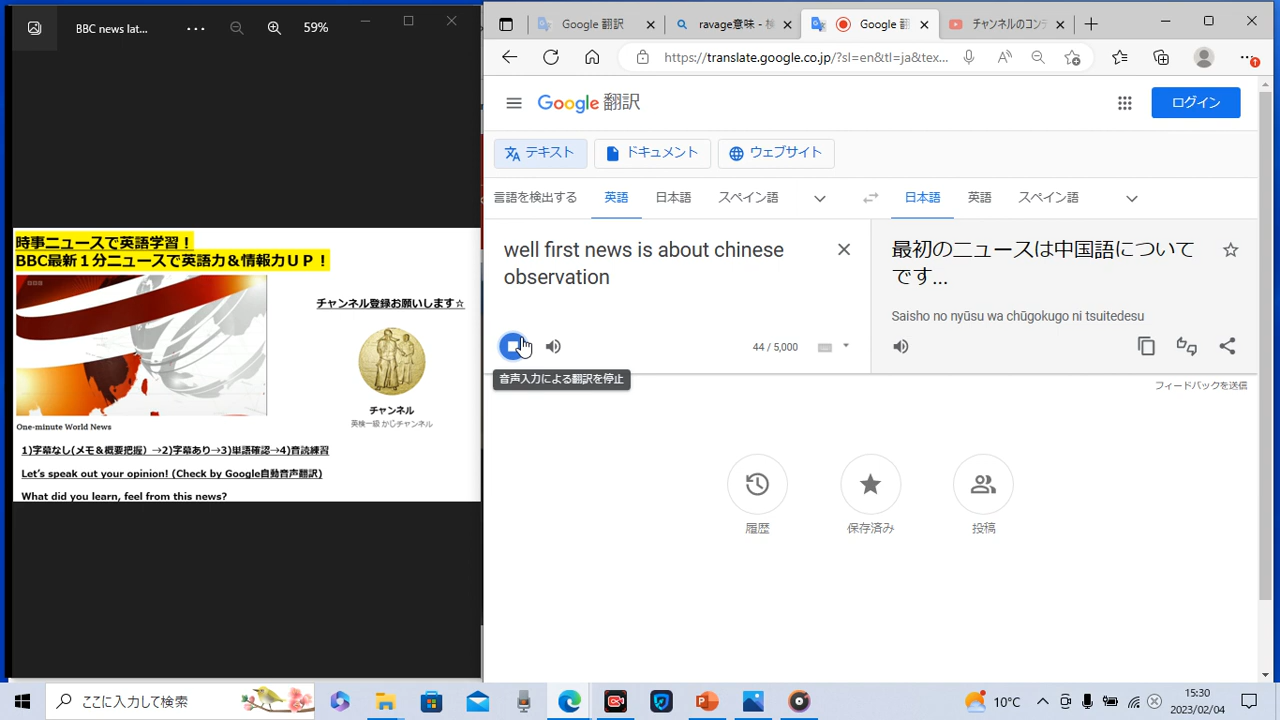 BBC news lat...
59%
時事ニュースで英語学習！
BBC最新１分ニュースで英語力＆情報力ＵＰ！
チャンネル登録お願いします☆
チャンネル
英検一級 かじチャンネル
One-minute World News
1)字幕なし(メモ＆概要把握）→2)字幕あり→3)単語確認→4)音読練習
Let's speak out your opinion! (Check by Google自動音声翻訳)
What did you learn, feel from this news?
Google 翻訳
ravage意味 - 検
Google 翻
チャンネルのコンテ
https://translate.google.co.jp/?sl=en&tl=ja&tex...
Google 翻訳
ログイン
テキスト
ドキュメント
ウェブサイト
言語を検出する
英語
日本語
スペイン語
日本語
英語
スペイン語
well first news is about chinese
observation
44 / 5,000
音声入力による翻訳を停止
最初のニュースは中国語について
です...
Saisho no nyūsu wa chūgokugo ni tsuitedesu
フィードバックを送信
履歴
保存済み
投稿
ここに入力して検索
10°C
15:30
2023/02/04